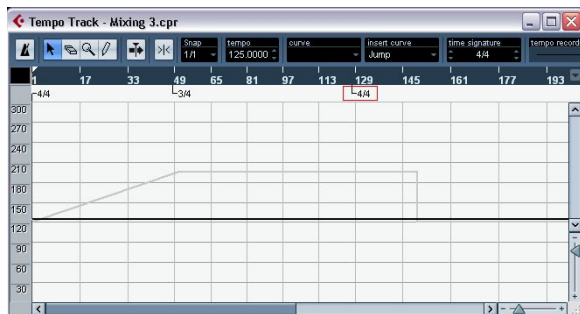 Tempo Track - Mixing 3.cpr
Snap tempo curve insert curve time signature tempo record
1/1 125.0000 Jump 4/4
1 17 33 49 65 81 97 113 129 145 161 177 193
4/4 3/4 4/4
300
270
240
210
180
150
120
90
60
30